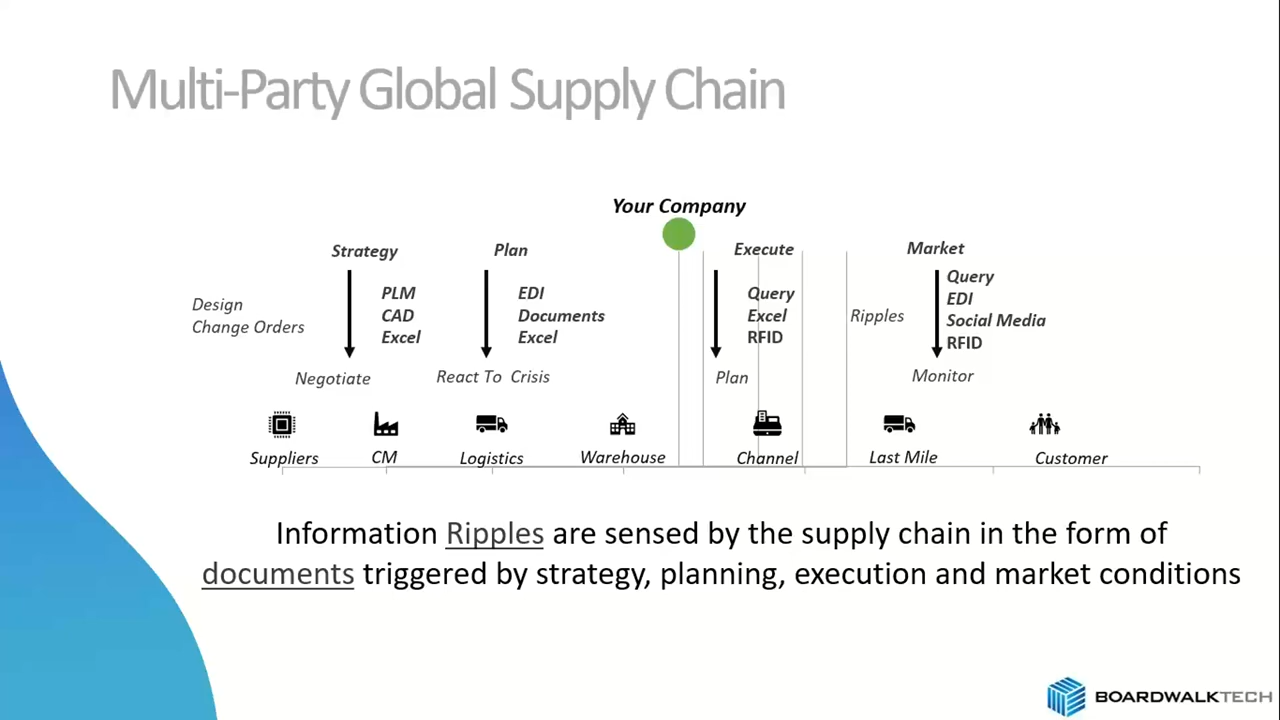 Multi-Party Global Supply Chain
Your Company
Strategy
Plan
Execute
Market
Design
Change Orders
PLM
CAD
Excel
EDI
Documents
Excel
Query
Excel
RFID
Ripples
Query
EDI
Social Media
RFID
Negotiate
React To Crisis
Plan
Monitor
Suppliers
CM
Logistics
Warehouse
Channel
Last Mile
Customer
Information Ripples are sensed by the supply chain in the form of
documents triggered by strategy, planning, execution and market conditions
BOARDWALKTECH